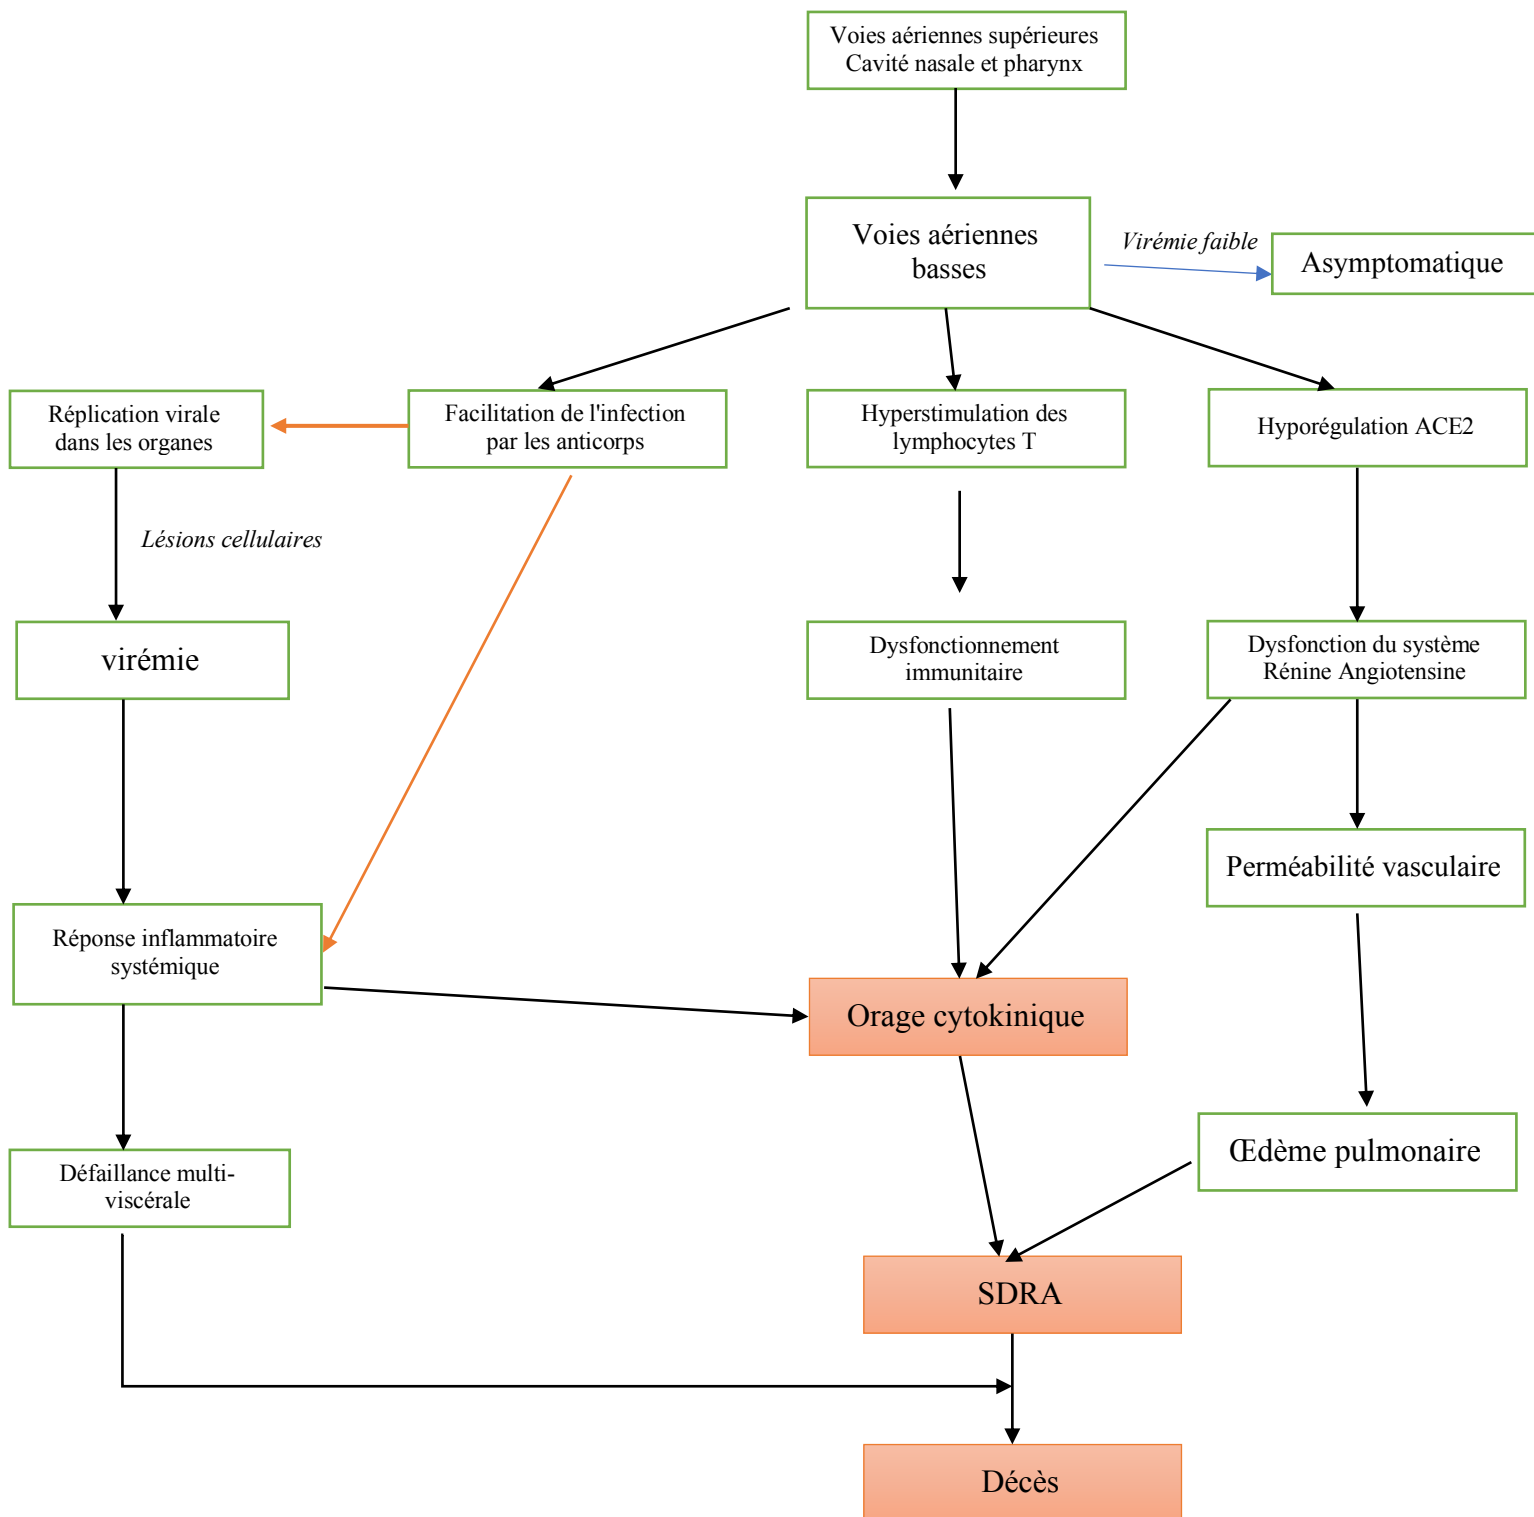 Voies aériennes supérieures
Cavité nasale et pharynx
Voies aériennes
basses
Virémie faible
Asymptomatique
Réplication virale
dans les organes
Facilitation de l'infection
par les anticorps
Hyperstimulation des
lymphocytes T
Hyporégulation ACE2
Lésions cellulaires
virémie
Dysfonctionnement
immunitaire
Dysfonction du système
Rénine Angiotensine
Perméabilité vasculaire
Réponse inflammatoire
systémique
Orage cytokinique
Œdème pulmonaire
Défaillance multi-
viscérale
SDRA
Décès